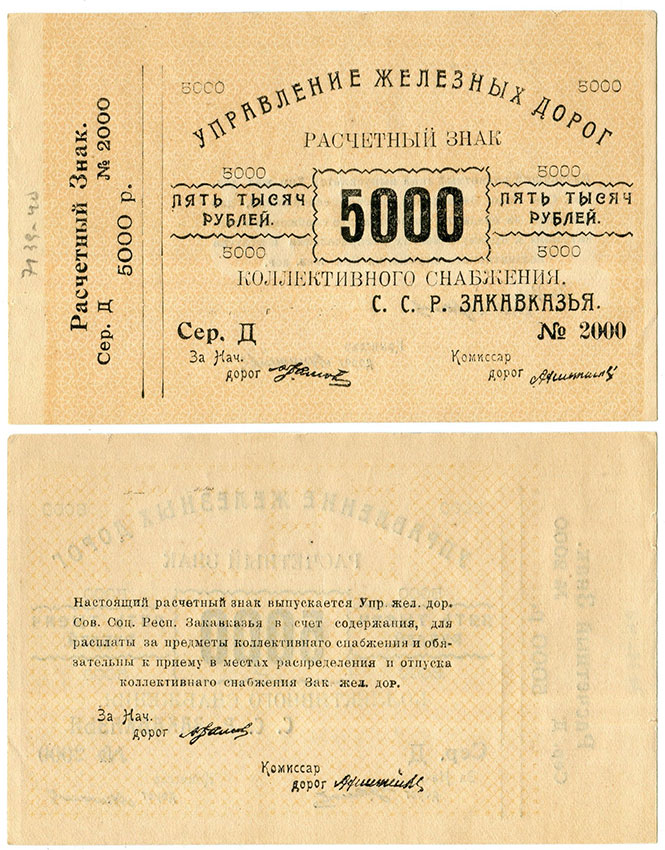 Расчетный Знак.
Сер. Д № 2000
5000 р.
5000 5000
УПРАВЛЕНИЕ ЖЕЛЕЗНЫХ ДОРОГ
РАСЧЕТНЫЙ ЗНАК
5000 5000
ПЯТЬ ТЫСЯЧ РУБЛЕЙ.
5000
ПЯТЬ ТЫСЯЧ РУБЛЕЙ.
5000 5000
КОЛЛЕКТИВНОГО СНАБЖЕНИЯ.
С. С. Р. ЗАКАВКАЗЬЯ.
Сер. Д № 2000
За Нач. дорог
Комиссар дорог
Настоящий расчетный знак выпускается Упр. жел. дор.
Сов. Соц. Респ. Закавказья в счет содержания, для
расплаты за предметы коллективного снабжения и обя-
зательны к приему в местах распределения и отпуска
коллективнаго снабжения Зак жел. дор.
За Нач.
дорог
Комиссар
дорог